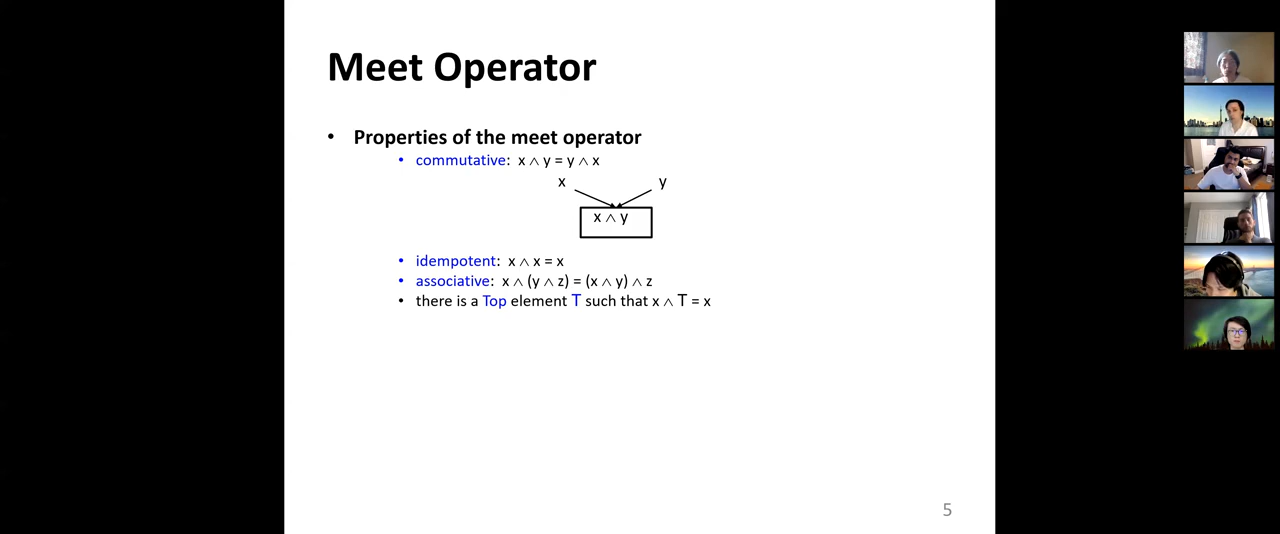 Meet Operator
• Properties of the meet operator
• commutative: x ∧ y = y ∧ x
x y
x ∧ y
• idempotent: x ∧ x = x
• associative: x ∧ (y ∧ z) = (x ∧ y) ∧ z
• there is a Top element T such that x ∧ T = x
5